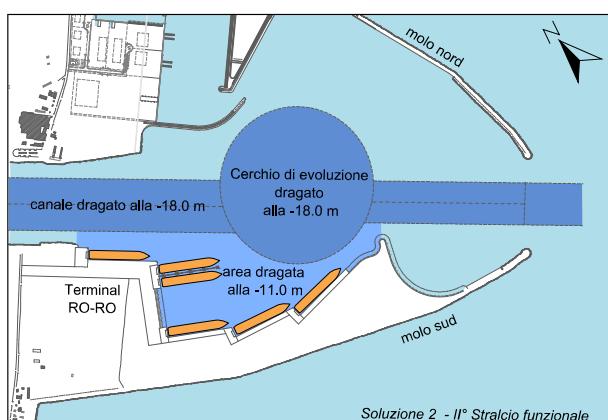 molo nord
N
Cerchio di evoluzione
dragato
alla -18.0 m
canale dragato alla -18.0 m
area dragata
alla -11.0 m
Terminal
RO-RO
molo sud
Soluzione 2 - II° Stralcio funzionale